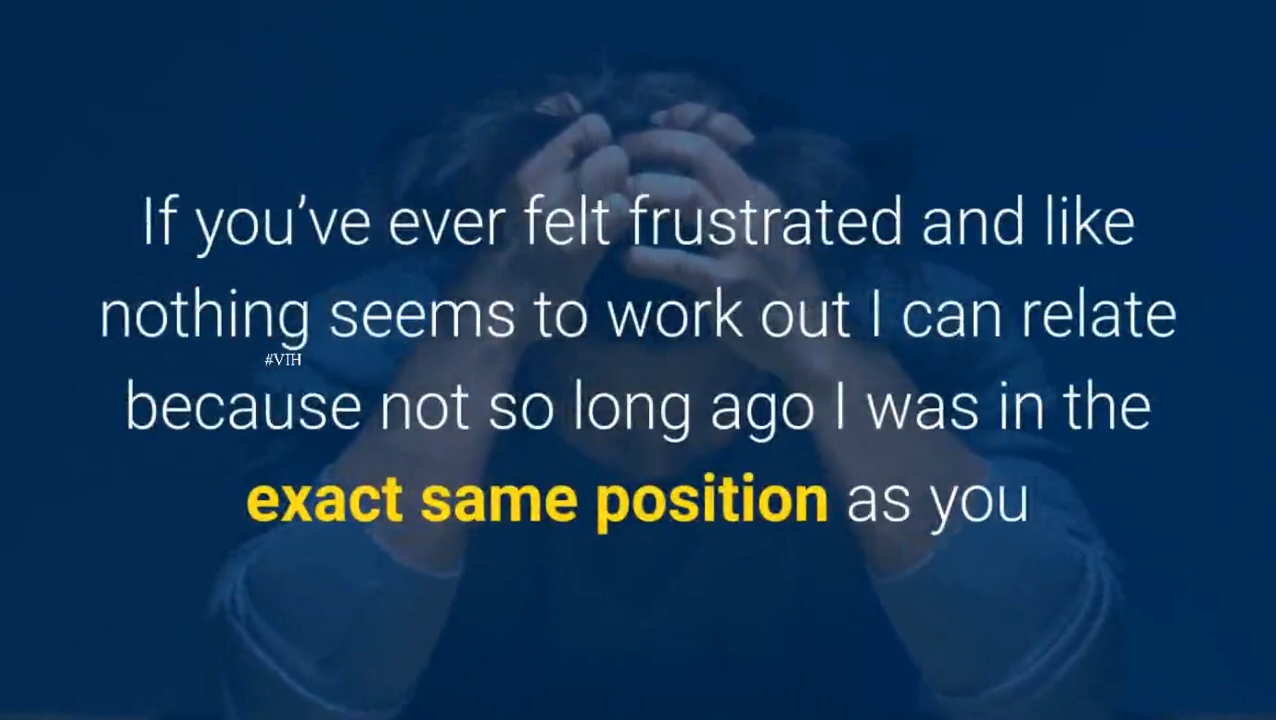 If you’ve ever felt frustrated and like
nothing seems to work out I can relate
#VTH
because not so long ago I was in the
exact same position as you